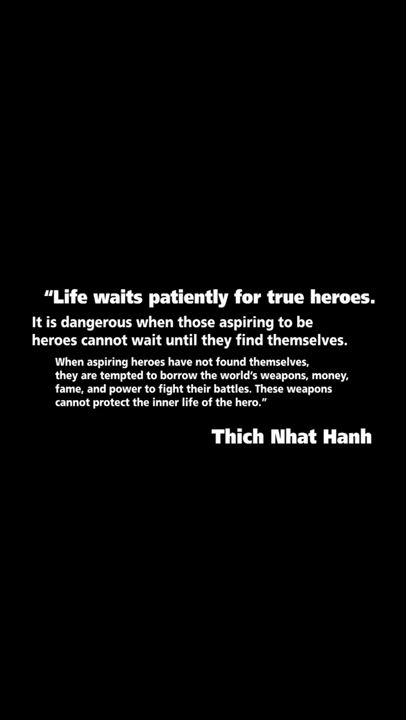 “Life waits patiently for true heroes.
It is dangerous when those aspiring to be
heroes cannot wait until they find themselves.
When aspiring heroes have not found themselves,
they are tempted to borrow the world’s weapons, money,
fame, and power to fight their battles. These weapons
cannot protect the inner life of the hero.”
Thich Nhat Hanh